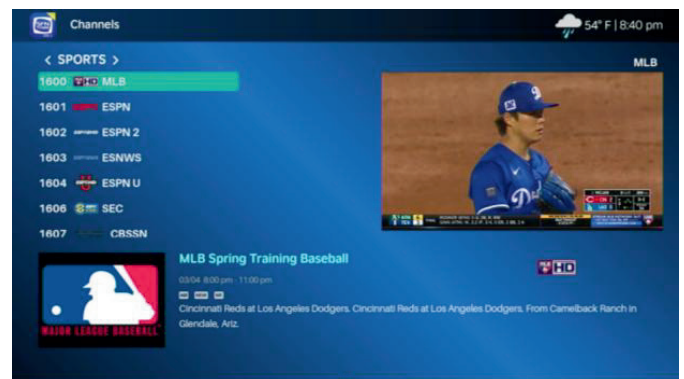 Channels
54° F | 8:40 pm
< SPORTS >
MLB
1600 HD MLB
1601 ESPN
1602 ESPN 2
1603 ESNWS
1604 ESPN U
1606 SEC
1607 CBSSN
MLB Spring Training Baseball
03/04 8:00 pm - 11:00 pm
HD
Cincinnati Reds at Los Angeles Dodgers. Cincinnati Reds at Los Angeles Dodgers. From Camelback Ranch in
Glendale, Ariz.
MAJOR LEAGUE BASEBALL